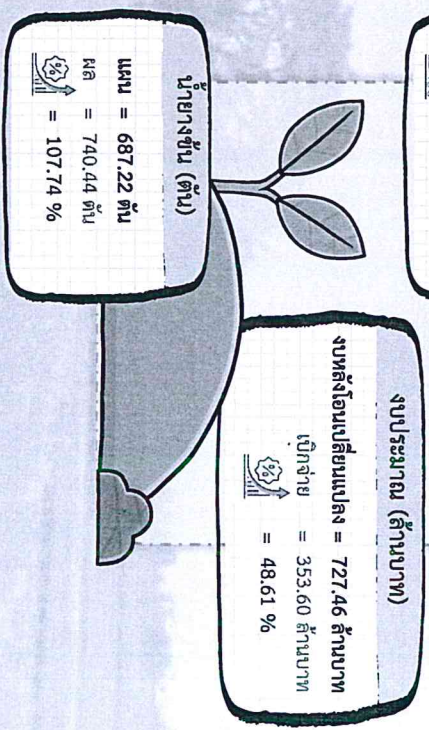 งบประมาณ (ล้านบาท)
งบหลังโอนเปลี่ยนแปลง = 727.46 ล้านบาท
เบิกจ่าย = 353.60 ล้านบาท
% = 48.61 %
น้ำยางข้น (ตัน)
แผน = 687.22 ตัน
ผล = 740.44 ตัน
% = 107.74 %